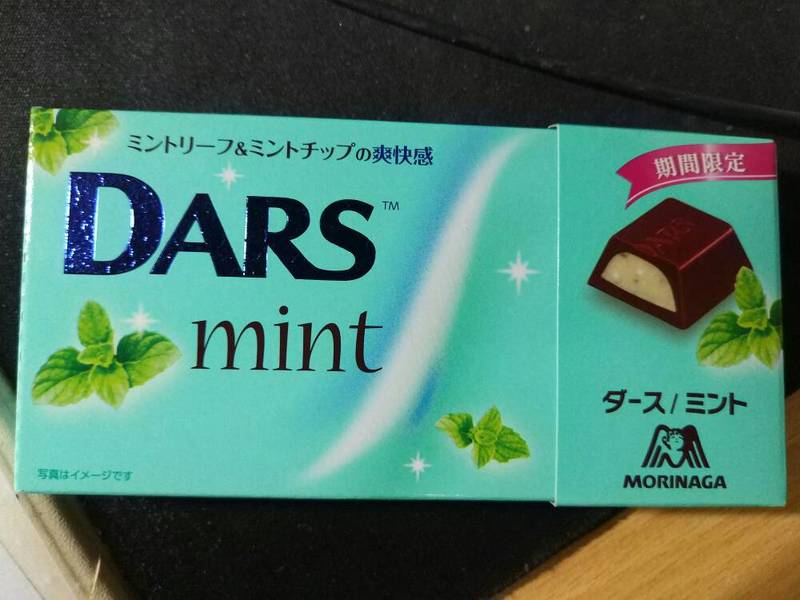 ミントリーフ&ミントチップの爽快感
DARS™
mint
写真はイメージです
期間限定
DARS
ダース/ミント
MORINAGA